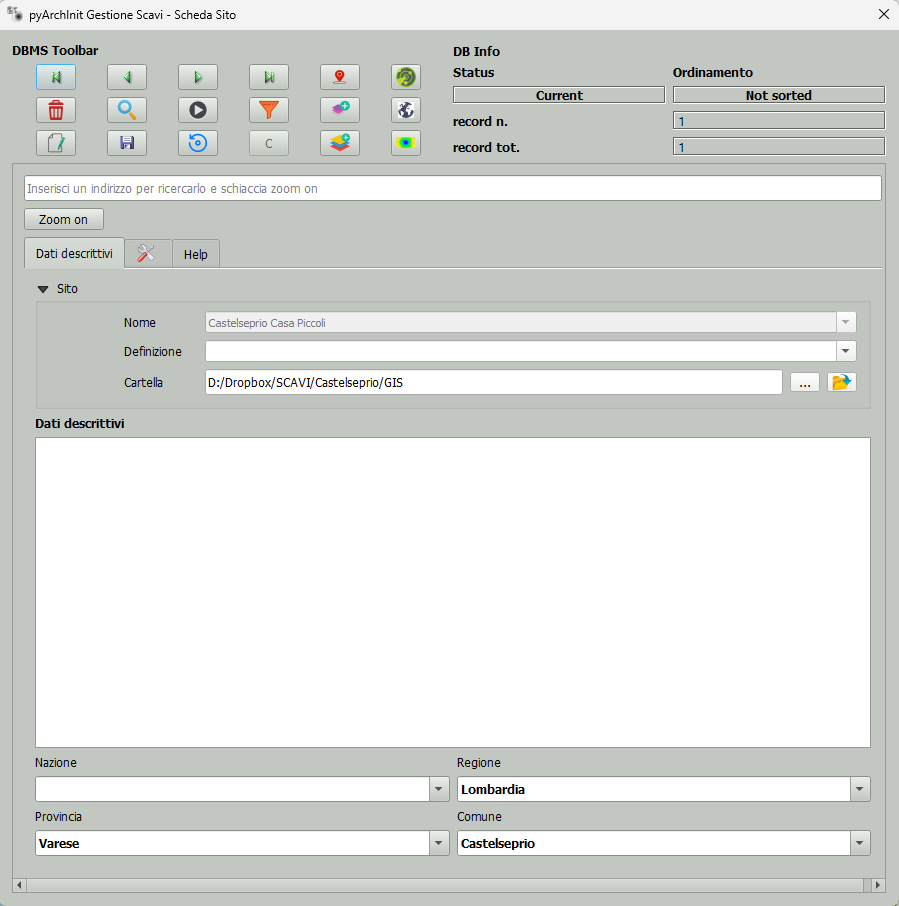 pyArchInit Gestione Scavi - Scheda Sito
DBMS Toolbar
DB Info
Status
Ordinamento
Current
Not sorted
record n.
1
record tot.
1
C
Inserisci un indirizzo per ricercarlo e schiaccia zoom on
Zoom on
Dati descrittivi
Help
Sito
Nome
Castelseprio Casa Piccoli
Definizione
Cartella
D:/Dropbox/SCAVI/Castelseprio/GIS
...
Dati descrittivi
Nazione
Regione
Lombardia
Provincia
Comune
Varese
Castelseprio